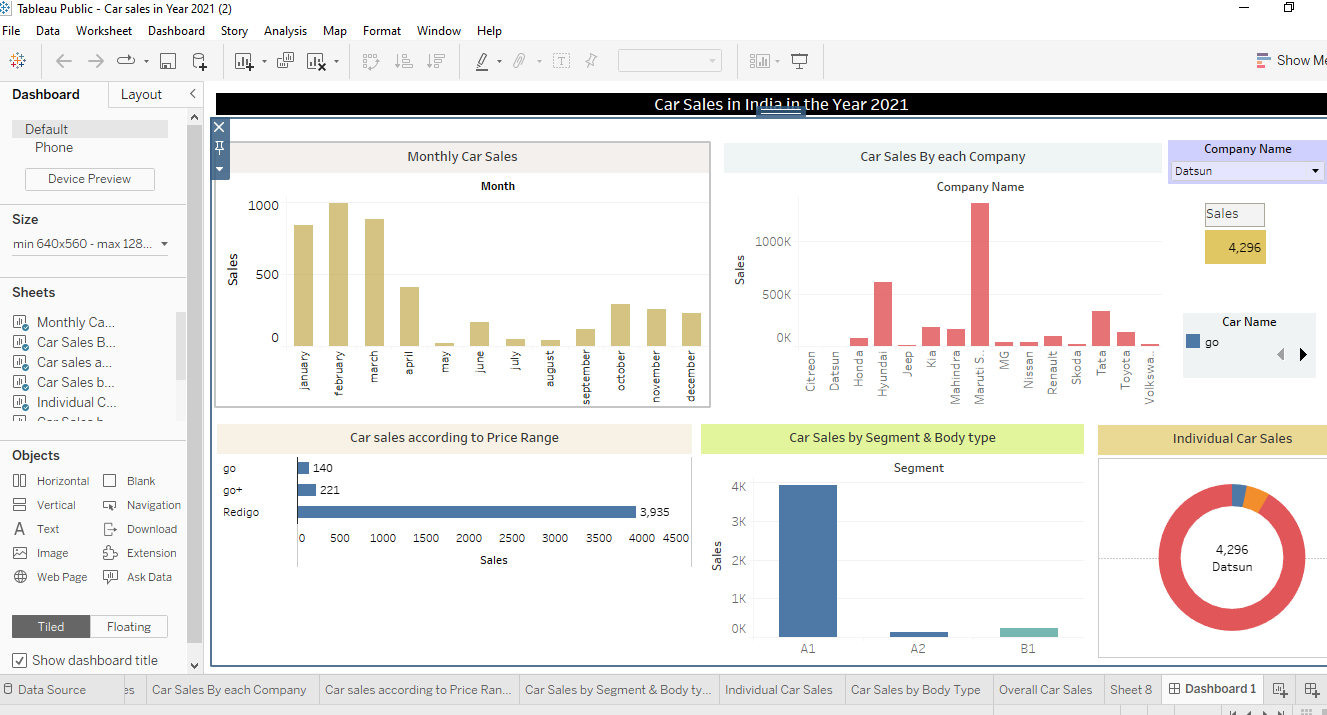 Tableau Public - Car sales in Year 2021 (2)
File Data Worksheet Dashboard Story Analysis Map Format Window Help
Show Me
Dashboard Layout
Default
Phone
Device Preview
Size
min 640x560 - max 128...
Sheets
Monthly Ca...
Car Sales B...
Car sales a...
Car Sales b...
Individual C...
Objects
Horizontal Blank
Vertical Navigation
Text Download
Image Extension
Web Page Ask Data
Tiled Floating
Show dashboard title
Car Sales in India in the Year 2021
Monthly Car Sales
Month
Sales
1000
500
0
january
february
march
april
may
june
july
august
september
october
november
december
Car Sales By each Company
Company Name
Sales
1000K
500K
0K
Citreon
Datsun
Honda
Hyundai
Jeep
Kia
Mahindra
Maruti S..
MG
Nissan
Renault
Skoda
Tata
Toyota
Volkswa..
Company Name
Datsun
Sales
4,296
Car Name
go
Car sales according to Price Range
go 140
go+ 221
Redigo 3,935
0 500 1000 1500 2000 2500 3000 3500 4000 4500
Sales
Car Sales by Segment & Body type
Segment
Sales
4K
3K
2K
1K
0K
A1 A2 B1
Individual Car Sales
4,296
Datsun
Data Source es Car Sales By each Company Car sales according to Price Ran... Car Sales by Segment & Body ty... Individual Car Sales Car Sales by Body Type Overall Car Sales Sheet 8 Dashboard 1